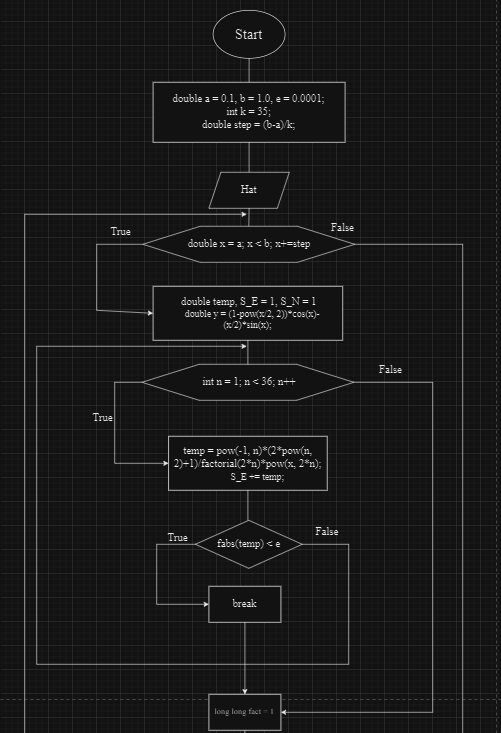 Start
double a = 0.1, b = 1.0, e = 0.0001;
int k = 35;
double step = (b-a)/k;
Hat
True
False
double x = a; x < b; x+=step
double temp, S_E = 1, S_N = 1
double y = (1-pow(x/2, 2))*cos(x)-
(x/2)*sin(x);
False
int n = 1; n < 36; n++
True
temp = pow(-1, n)*(2*pow(n,
2)+1)/factorial(2*n)*pow(x, 2*n);
S_E += temp;
True
False
fabs(temp) < e
break
long long fact = 1